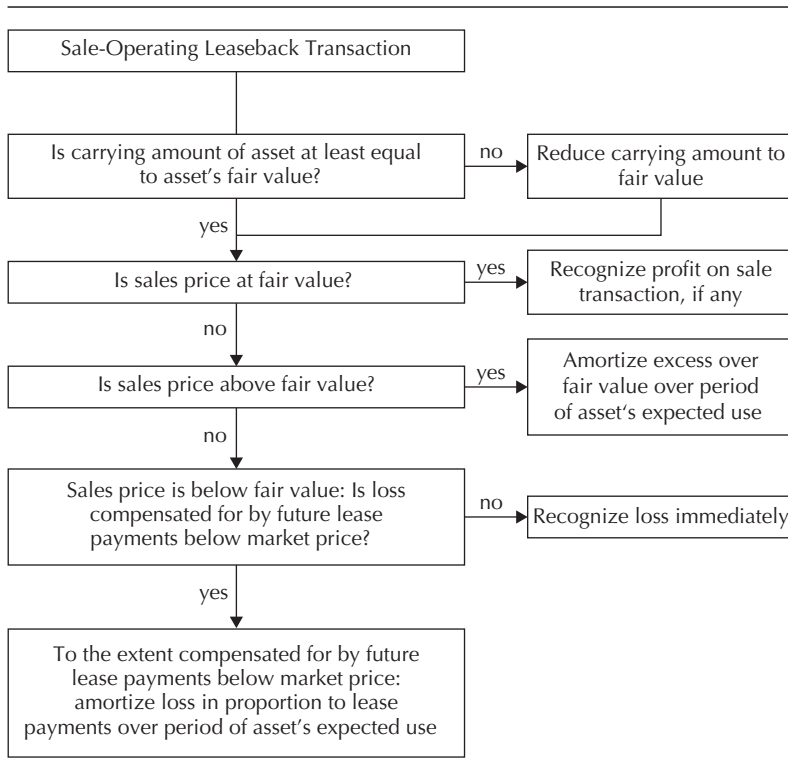 Sale-Operating Leaseback Transaction
Is carrying amount of asset at least equal
to asset's fair value?
no
Reduce carrying amount to
fair value
yes
Is sales price at fair value?
yes
Recognize profit on sale
transaction, if any
no
Is sales price above fair value?
yes
Amortize excess over
fair value over period
of asset‘s expected use
no
Sales price is below fair value: Is loss
compensated for by future lease
payments below market price?
no
Recognize loss immediately
yes
To the extent compensated for by future
lease payments below market price:
amortize loss in proportion to lease
payments over period of asset's expected use